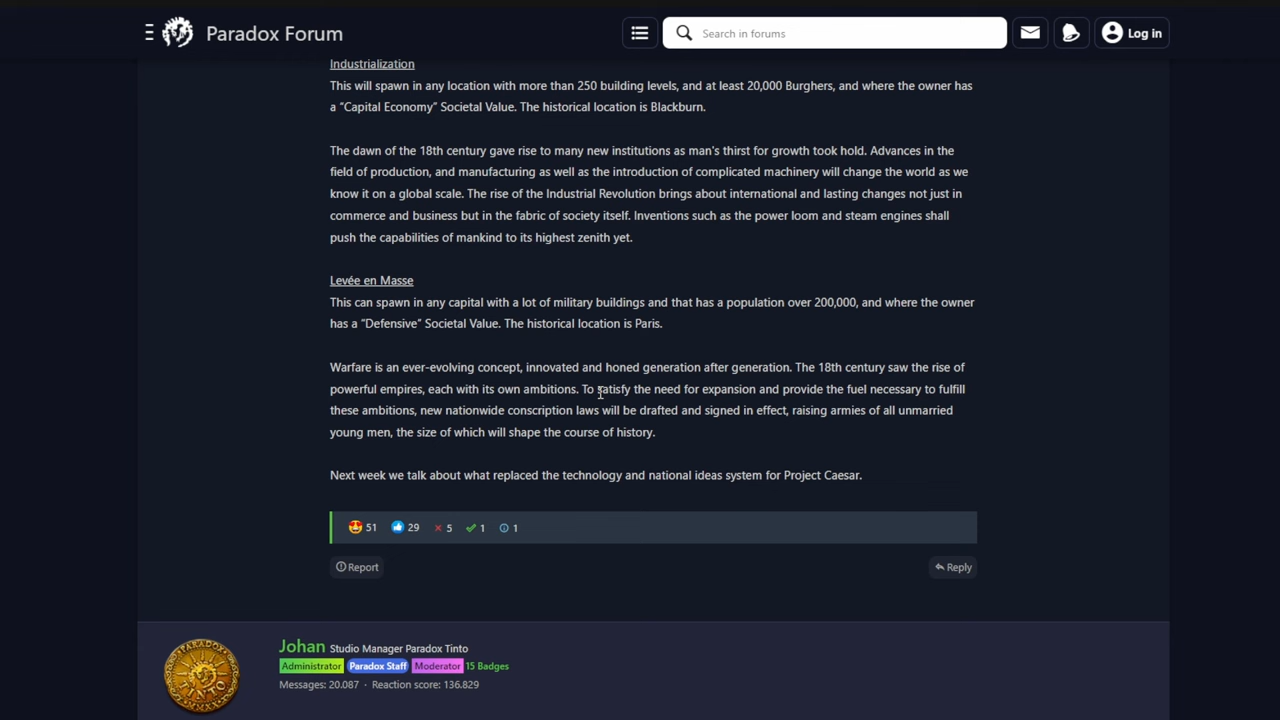 Paradox Forum
Search in forums
Log in
Industrialization
This will spawn in any location with more than 250 building levels, and at least 20,000 Burghers, and where the owner has
a “Capital Economy” Societal Value. The historical location is Blackburn.
The dawn of the 18th century gave rise to many new institutions as man's thirst for growth took hold. Advances in the
field of production, and manufacturing as well as the introduction of complicated machinery will change the world as we
know it on a global scale. The rise of the Industrial Revolution brings about international and lasting changes not just in
commerce and business but in the fabric of society itself. Inventions such as the power loom and steam engines shall
push the capabilities of mankind to its highest zenith yet.
Levée en Masse
This can spawn in any capital with a lot of military buildings and that has a population over 200,000, and where the owner
has a “Defensive” Societal Value. The historical location is Paris.
Warfare is an ever-evolving concept, innovated and honed generation after generation. The 18th century saw the rise of
powerful empires, each with its own ambitions. To satisfy the need for expansion and provide the fuel necessary to fulfill
these ambitions, new nationwide conscription laws will be drafted and signed in effect, raising armies of all unmarried
young men, the size of which will shape the course of history.
Next week we talk about what replaced the technology and national ideas system for Project Caesar.
51 29 5 1 1
Report
Reply
Johan Studio Manager Paradox Tinto
Administrator Paradox Staff Moderator 15 Badges
Messages: 20.087 · Reaction score: 136.829
PARADOX
TINTO
MMXX